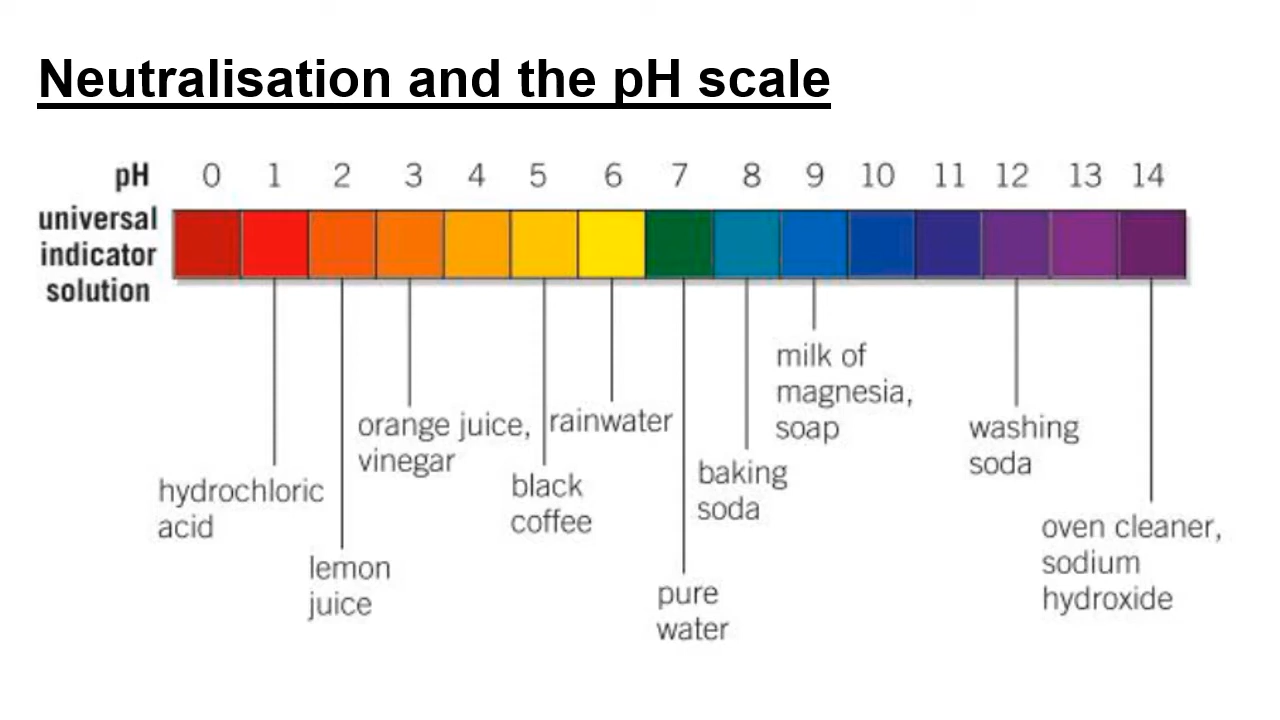 Neutralisation and the pH scale
pH 0 1 2 3 4 5 6 7 8 9 10 11 12 13 14
universal
indicator
solution
hydrochloric
acid
lemon
juice
orange juice,
vinegar
black
coffee
rainwater
pure
water
baking
soda
milk of
magnesia,
soap
washing
soda
oven cleaner,
sodium
hydroxide